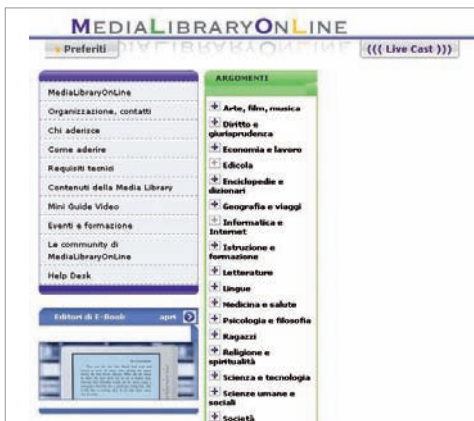 MEDIALIBRARYONLINE
Preferiti
((( Live Cast )))
MediaLibraryOnLine
Organizzazione, contatti
Chi aderisce
Come aderire
Requisiti tecnici
Contenuti della Media Library
Mini Guide Video
Eventi e formazione
Le community di
MediaLibraryOnLine
Help Desk
Editori di E-Book apri
ARGOMENTI
Arte, film, musica
Diritto e
giurisprudenza
Economia e lavoro
Edicola
Enciclopedie e
dizionari
Geografia e viaggi
Informatica e
Internet
Istruzione e
formazione
Letterature
Lingue
Medicina e salute
Psicologia e filosofia
Ragazzi
Religione e
spiritualità
Scienza e tecnologia
Scienze umane e
sociali
Società